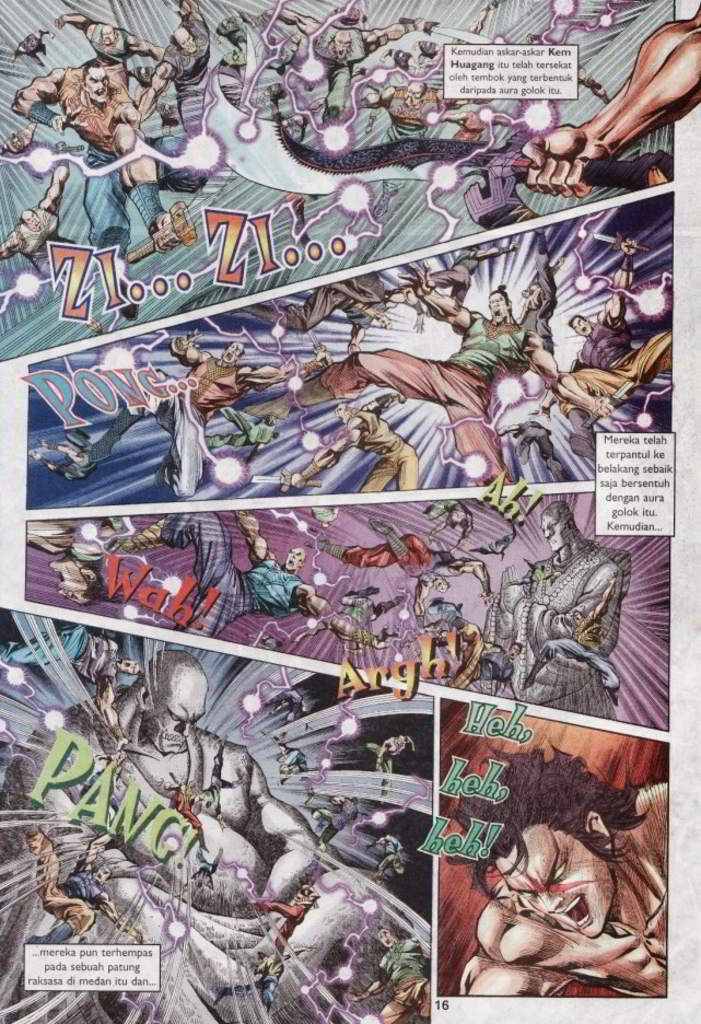 Kemudian askar-askar Kem
Huagang itu telah tersekat
oleh tembok yang terbentuk
daripada aura golok itu.
ZI... ZI...
PONG...
Mereka telah
terpantul ke
belakang sebaik
saja bersentuh
dengan aura
golok itu.
Kemudian...
Ah!
Wah!
Argh!
PANG!
...mereka pun terhempas
pada sebuah patung
raksasa di medan itu dan...
Heh,
heh,
heh!
16